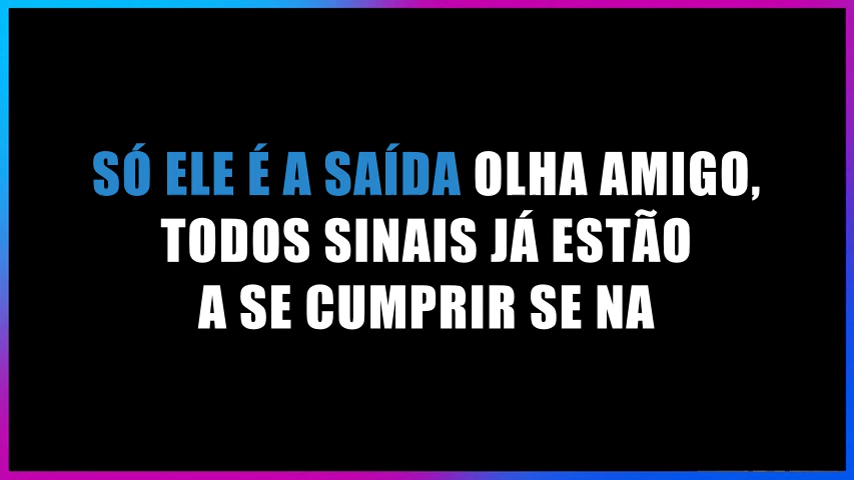 SÓ ELE É A SAÍDA OLHA AMIGO,
TODOS SINAIS JÁ ESTÃO
A SE CUMPRIR SE NA